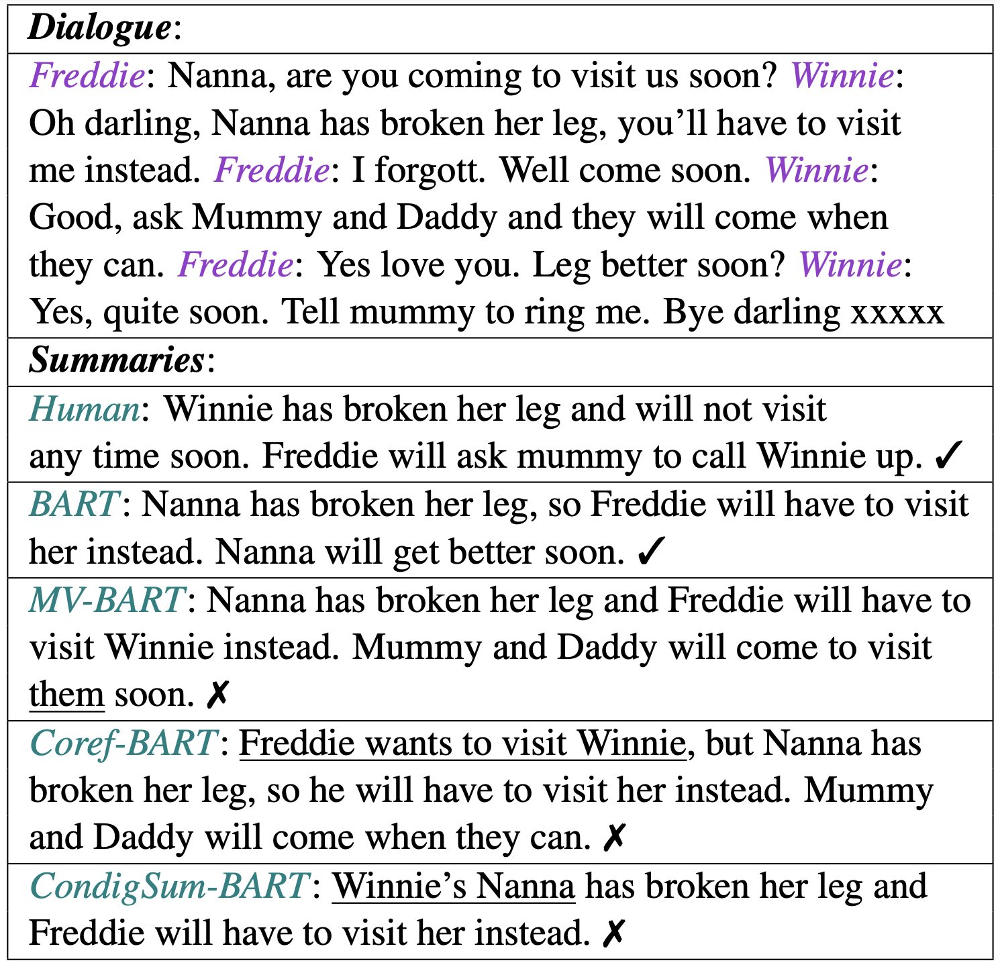 Dialogue:
Freddie: Nanna, are you coming to visit us soon? Winnie:
Oh darling, Nanna has broken her leg, you’ll have to visit
me instead. Freddie: I forgott. Well come soon. Winnie:
Good, ask Mummy and Daddy and they will come when
they can. Freddie: Yes love you. Leg better soon? Winnie:
Yes, quite soon. Tell mummy to ring me. Bye darling xxxxx
Summaries:
Human: Winnie has broken her leg and will not visit
any time soon. Freddie will ask mummy to call Winnie up. ✓
BART: Nanna has broken her leg, so Freddie will have to visit
her instead. Nanna will get better soon. ✓
MV-BART: Nanna has broken her leg and Freddie will have to
visit Winnie instead. Mummy and Daddy will come to visit
them soon. ✗
Coref-BART: Freddie wants to visit Winnie, but Nanna has
broken her leg, so he will have to visit her instead. Mummy
and Daddy will come when they can. ✗
CondigSum-BART: Winnie’s Nanna has broken her leg and
Freddie will have to visit her instead. ✗